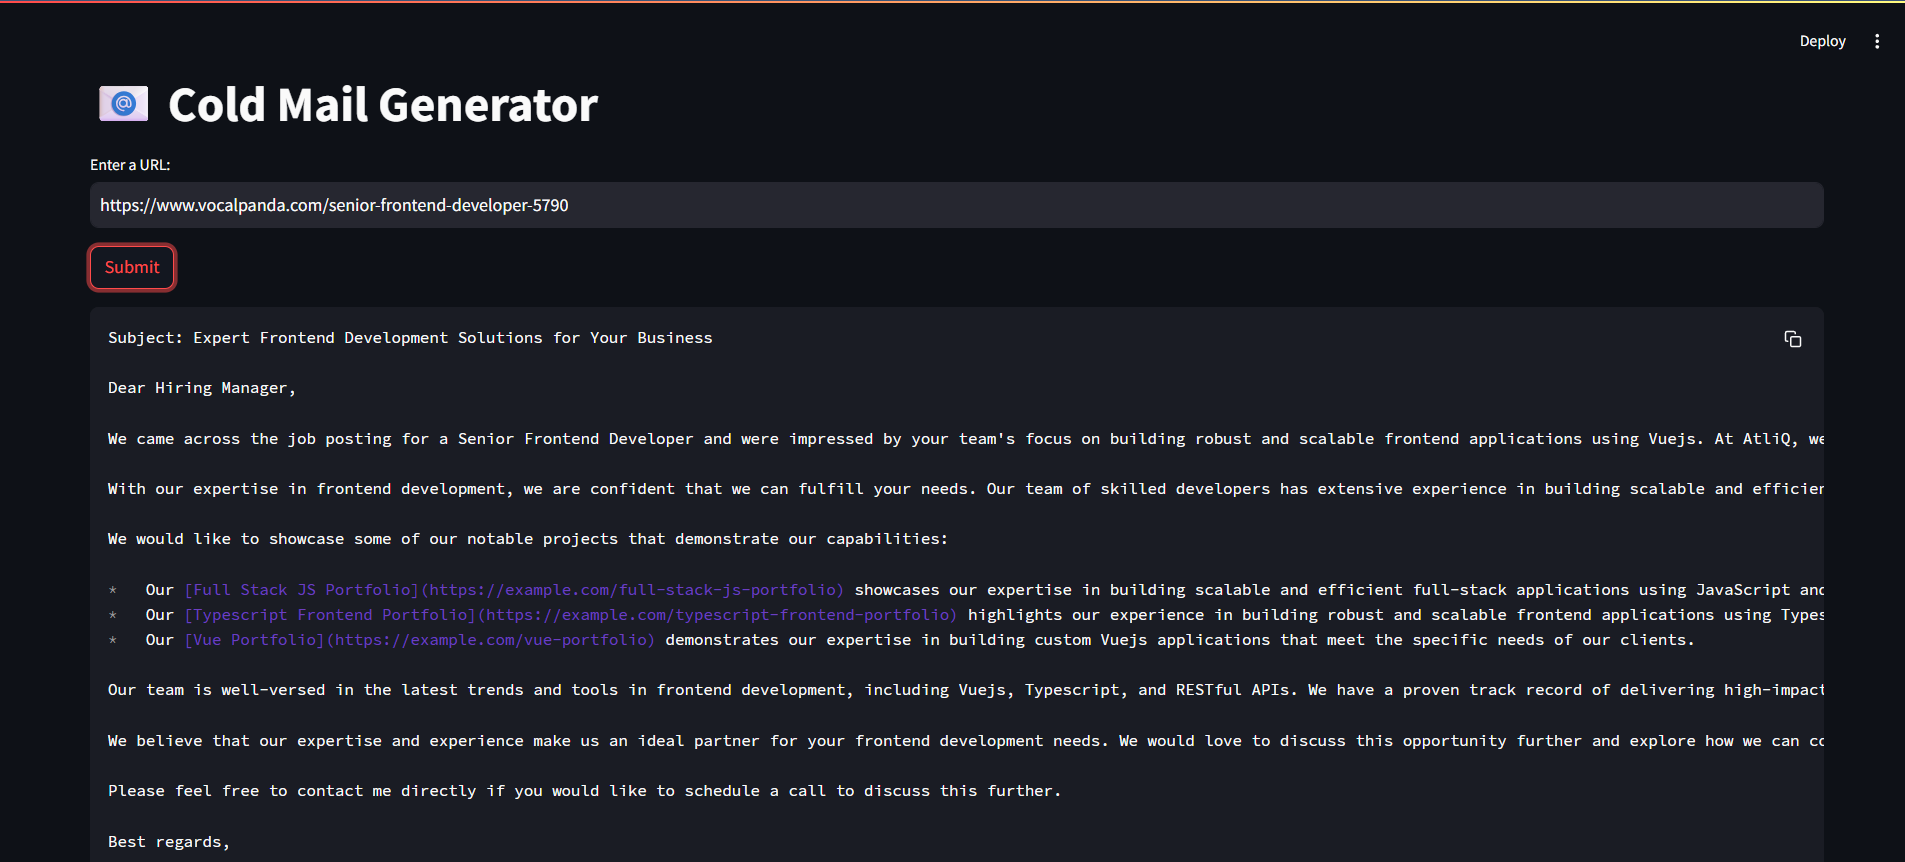 Deploy
Cold Mail Generator
Enter a URL:
https://www.vocalpanda.com/senior-frontend-developer-5790
Submit
Subject: Expert Frontend Development Solutions for Your Business
Dear Hiring Manager,
We came across the job posting for a Senior Frontend Developer and were impressed by your team's focus on building robust and scalable frontend applications using Vuejs. At AtliQ, we
With our expertise in frontend development, we are confident that we can fulfill your needs. Our team of skilled developers has extensive experience in building scalable and efficien
We would like to showcase some of our notable projects that demonstrate our capabilities:
* Our [Full Stack JS Portfolio](https://example.com/full-stack-js-portfolio) showcases our expertise in building scalable and efficient full-stack applications using JavaScript and
* Our [Typescript Frontend Portfolio](https://example.com/typescript-frontend-portfolio) highlights our experience in building robust and scalable frontend applications using Types
* Our [Vue Portfolio](https://example.com/vue-portfolio) demonstrates our expertise in building custom Vuejs applications that meet the specific needs of our clients.
Our team is well-versed in the latest trends and tools in frontend development, including Vuejs, Typescript, and RESTful APIs. We have a proven track record of delivering high-impact
We believe that our expertise and experience make us an ideal partner for your frontend development needs. We would love to discuss this opportunity further and explore how we can co
Please feel free to contact me directly if you would like to schedule a call to discuss this further.
Best regards,